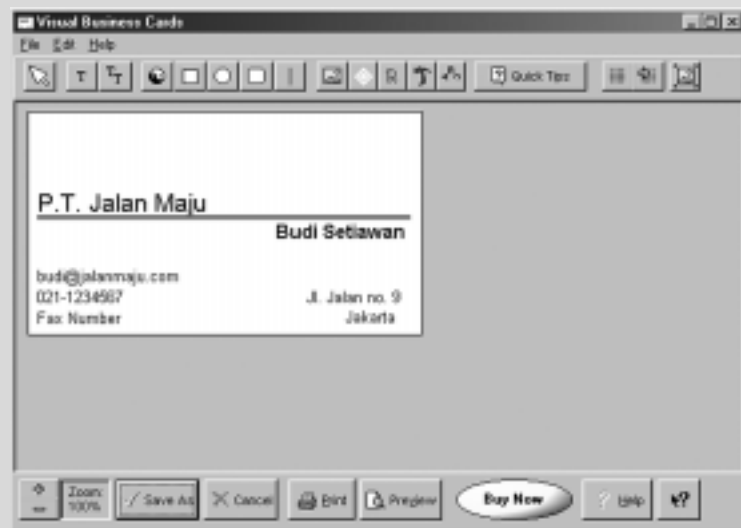 Visual Business Cards
File Edit Help
T TT R Quick Tips
P.T. Jalan Maju
Budi Setiawan
budi@jalanmaju.com
021-1234567
Jl. Jalan no. 9
Fax Number
Jakarta
Zoom:
100%
Save As Cancel Print Preview Buy Now Help